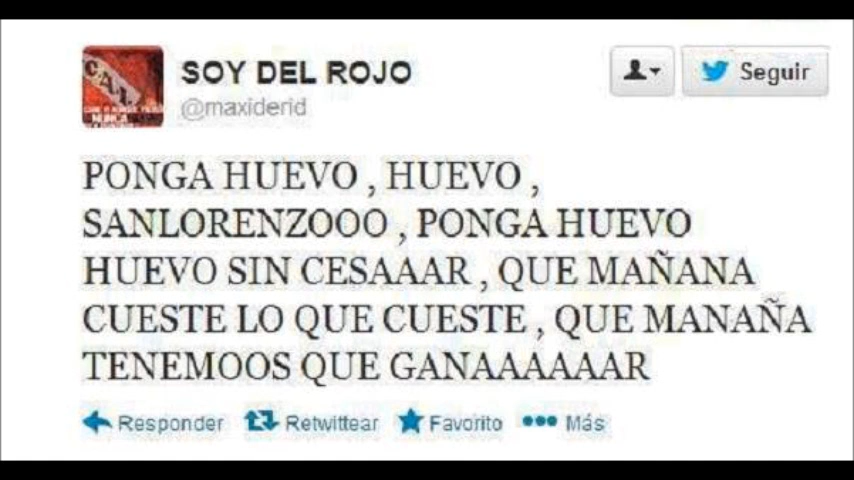 SOY DEL ROJO
@maxiderid
Seguir
PONGA HUEVO , HUEVO ,
SANLORENZOOO , PONGA HUEVO
HUEVO SIN CESAAAR , QUE MAÑANA
CUESTE LO QUE CUESTE , QUE MANAÑA
TENEMOOS QUE GANAAAAAAR
Responder Retwittear Favorito Más